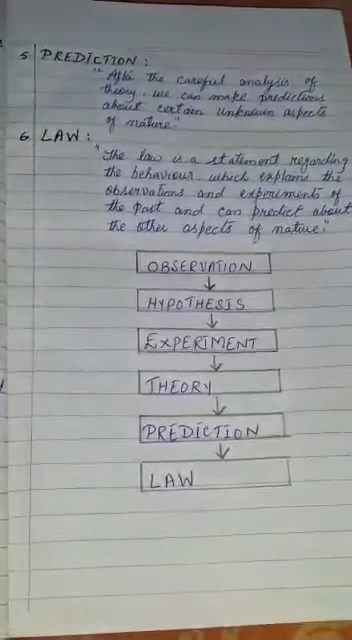 5 PREDICTION :
"After the careful analysis of
theory, we can make predictions
about certain unknown aspects
of nature"
6 LAW :
"The law is a statement regarding
the behaviour, which explains the
observations and experiments of
the past and can predict about
the other aspects of nature."
OBSERVATION
↓
HYPOTHESIS
↓
EXPERIMENT
↓
THEORY
↓
PREDICTION
↓
LAW